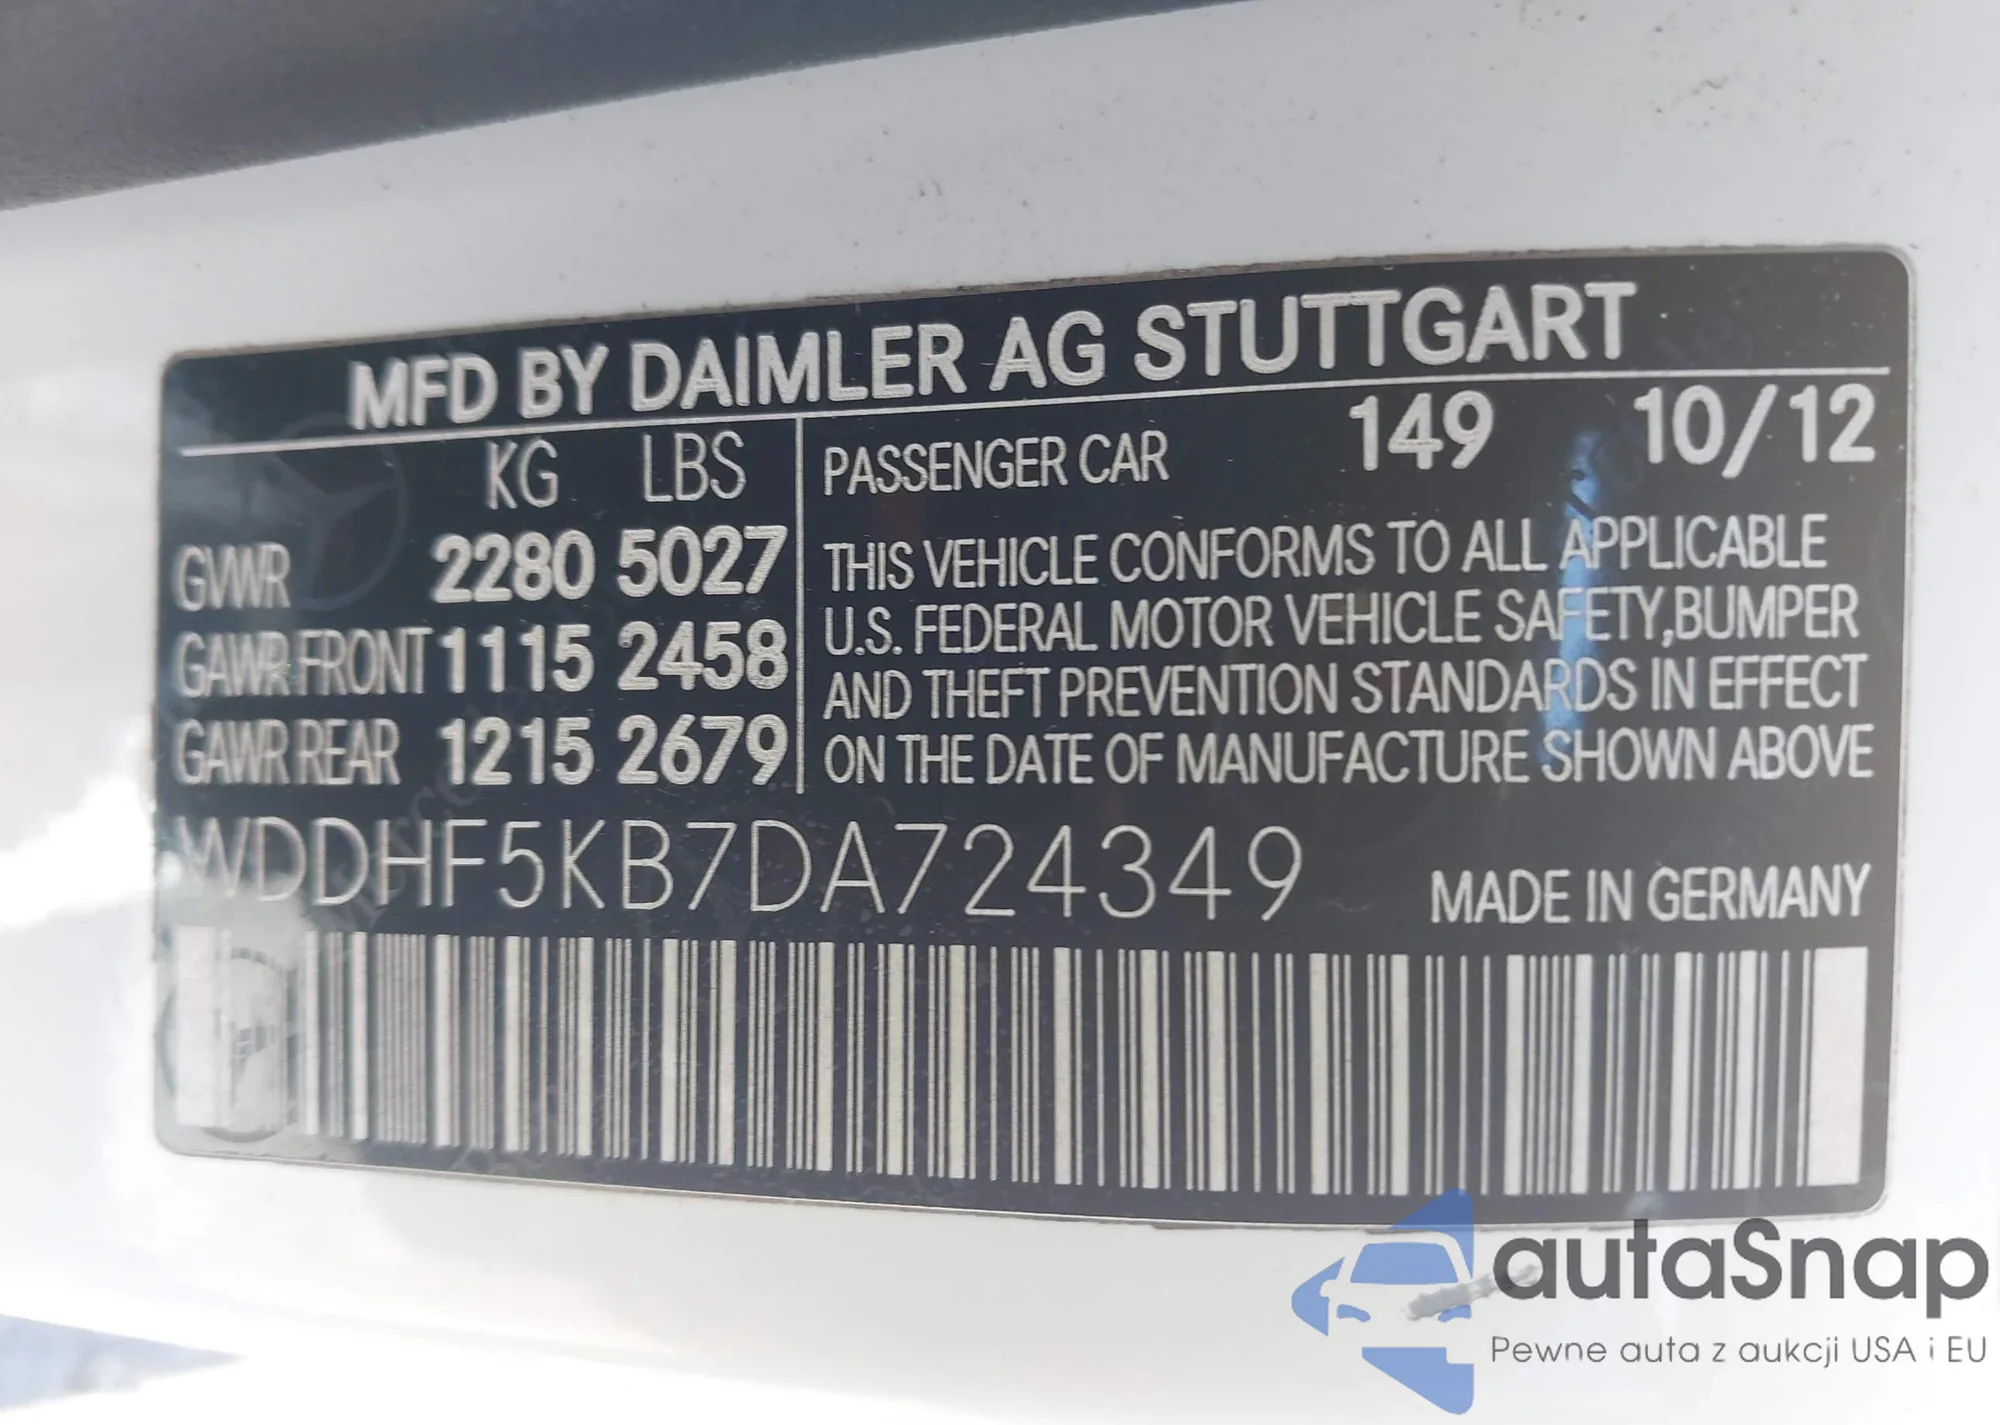 MFD BY DAIMLER AG STUTTGART
KG LBS
GVWR 2280 5027
GAWR FRONT 1115 2458
GAWR REAR 1215 2679
PASSENGER CAR 149 10/12
THIS VEHICLE CONFORMS TO ALL APPLICABLE
U.S. FEDERAL MOTOR VEHICLE SAFETY,BUMPER
AND THEFT PREVENTION STANDARDS IN EFFECT
ON THE DATE OF MANUFACTURE SHOWN ABOVE
WDDHF5KB7DA724349
MADE IN GERMANY
autaSnap
Pewne auta z aukcji USA i EU